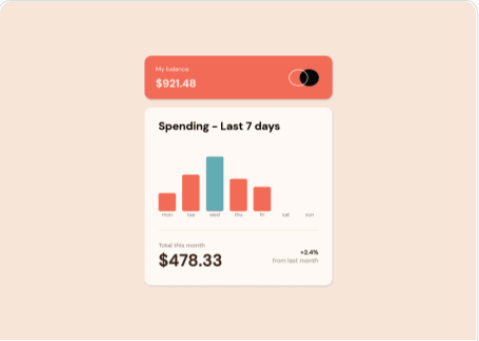 My balance
$921.48
Spending - Last 7 days
mon tue wed thu fri sat sun
Total this month
$478.33
+2.4%
from last month